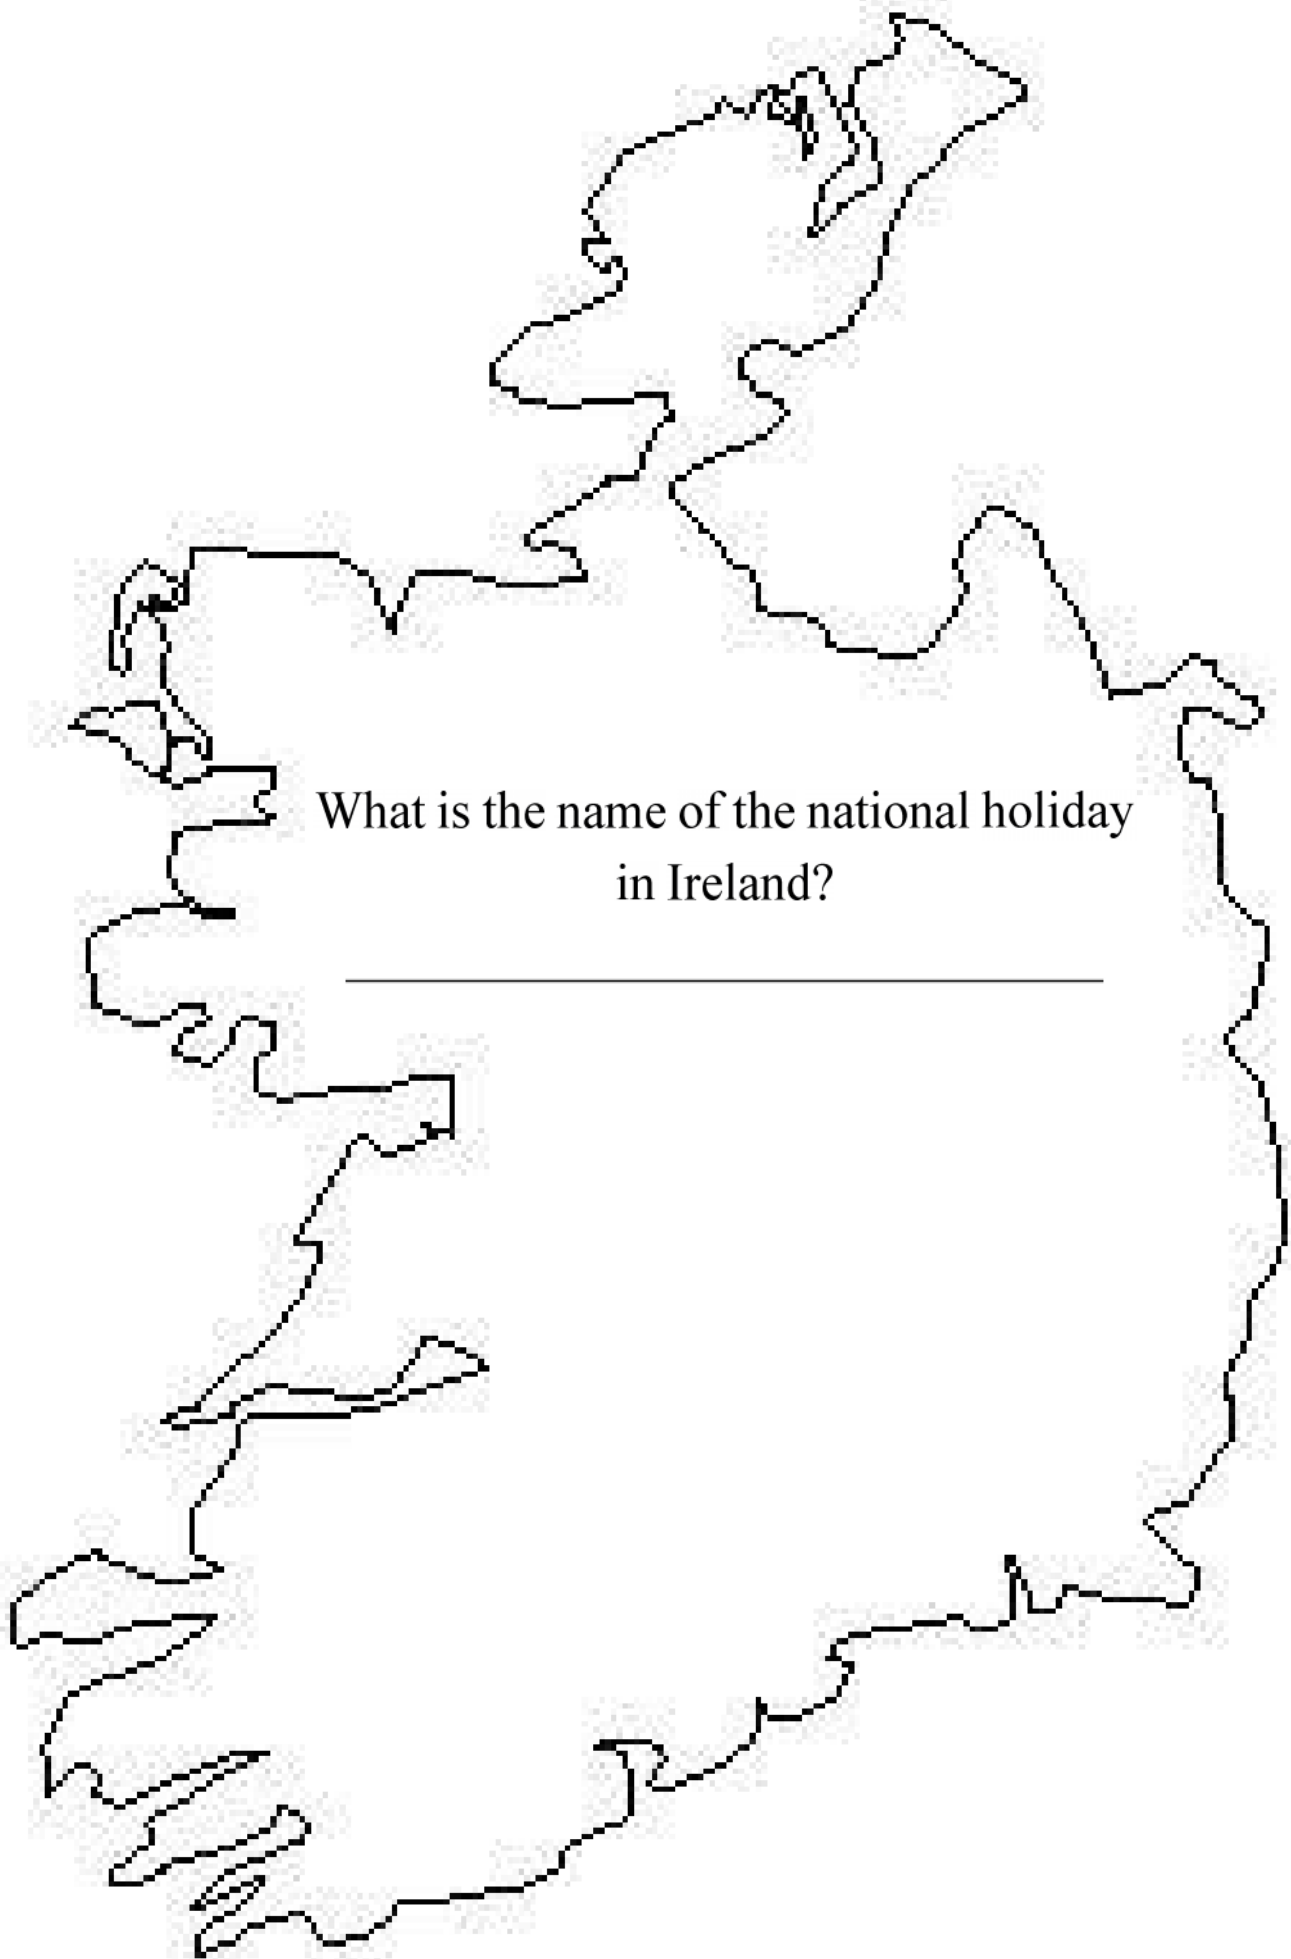 What is the name of the national holiday
in Ireland?